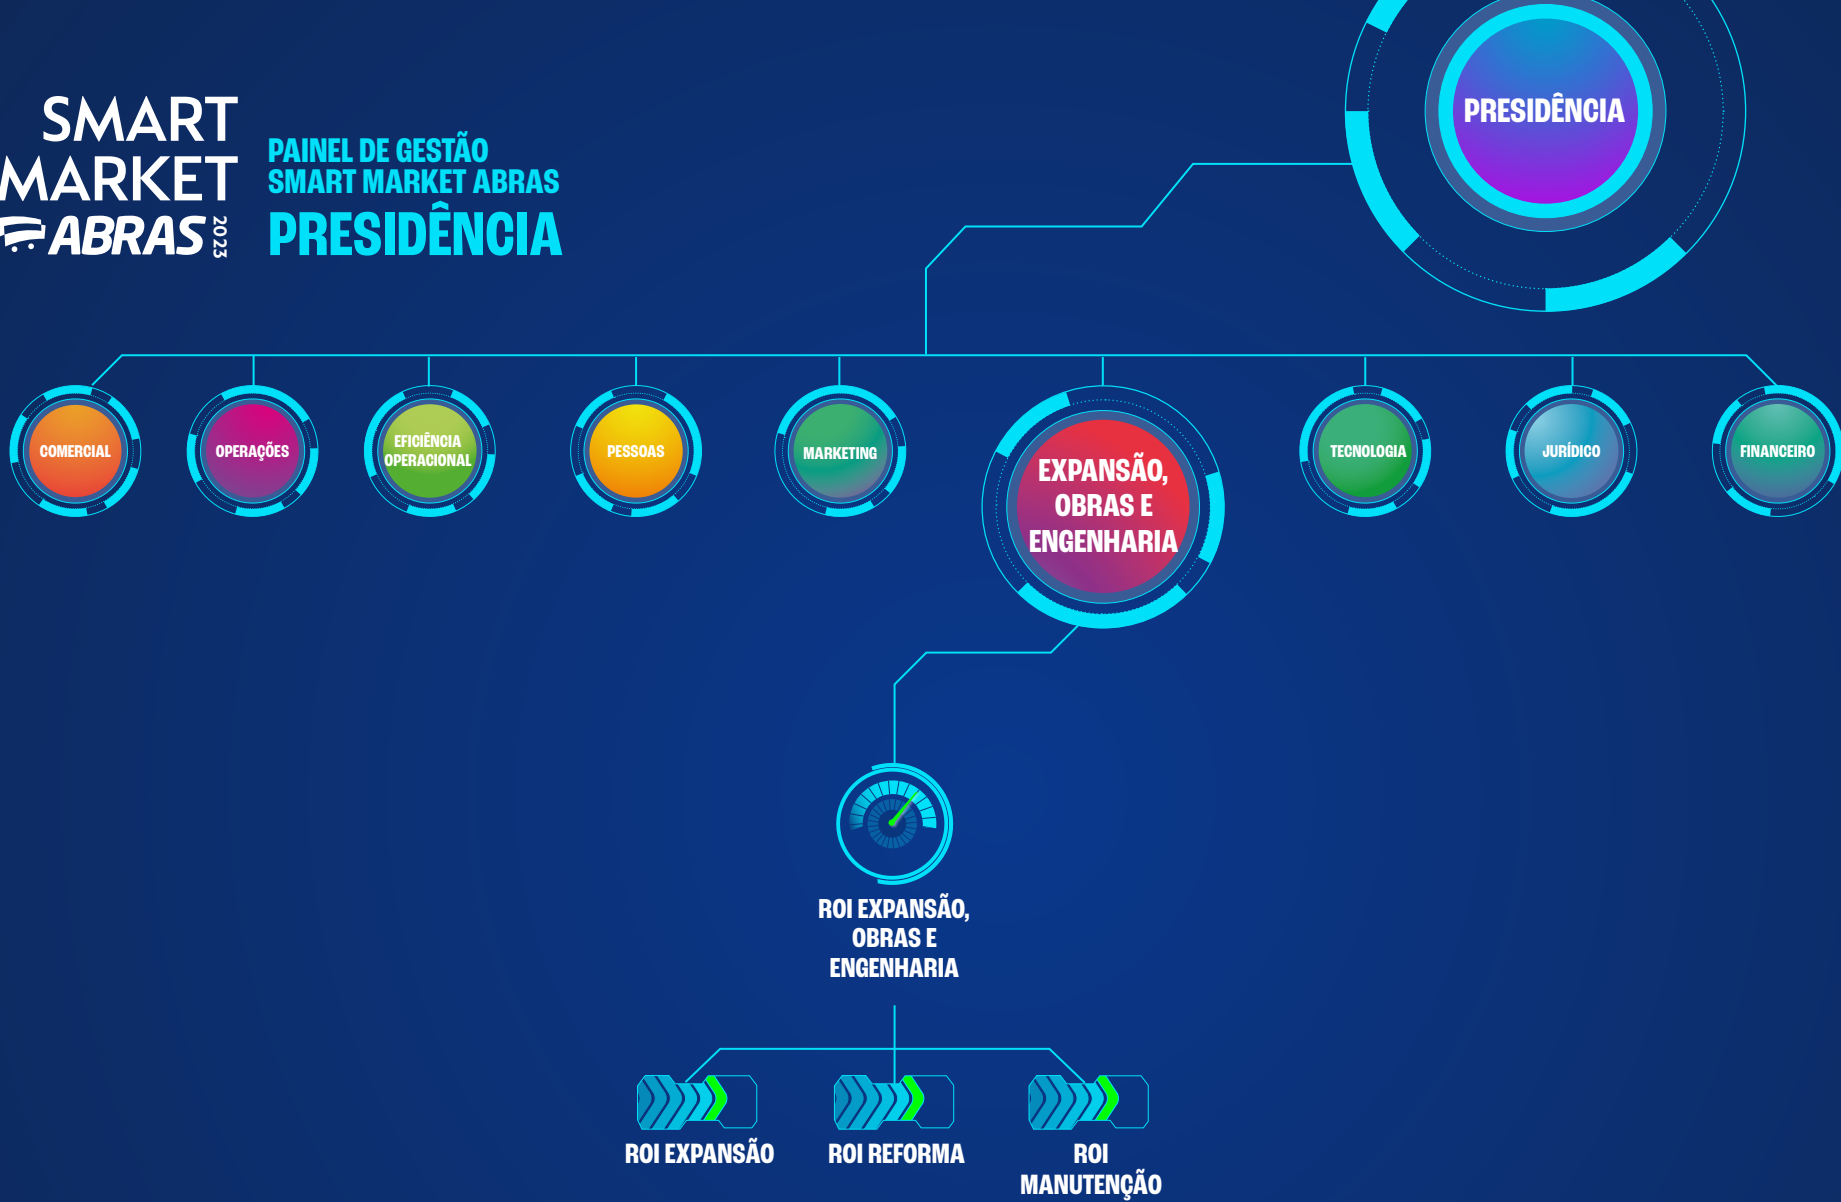 SMART
MARKET
ABRAS 2023
PAINEL DE GESTÃO
SMART MARKET ABRAS
PRESIDÊNCIA
PRESIDÊNCIA
COMERCIAL
OPERAÇÕES
EFICIÊNCIA
OPERACIONAL
PESSOAS
MARKETING
EXPANSÃO,
OBRAS E
ENGENHARIA
TECNOLOGIA
JURÍDICO
FINANCEIRO
ROI EXPANSÃO,
OBRAS E
ENGENHARIA
ROI EXPANSÃO
ROI REFORMA
ROI
MANUTENÇÃO